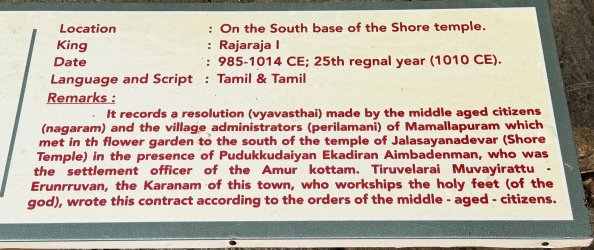 Location : On the South base of the Shore temple.
King : Rajaraja I
Date : 985-1014 CE; 25th regnal year (1010 CE).
Language and Script : Tamil & Tamil
Remarks :
It records a resolution (vyavasthai) made by the middle aged citizens
(nagaram) and the village administrators (perilamani) of Mamallapuram which
met in th flower garden to the south of the temple of Jalasayanadevar (Shore
Temple) in the presence of Pudukkudaiyan Ekadiran Aimbadenman, who was
the settlement officer of the Amur kottam. Tiruvelarai Muvayirattu -
Erunrruvan, the Karanam of this town, who workships the holy feet (of the
god), wrote this contract according to the orders of the middle - aged - citizens.